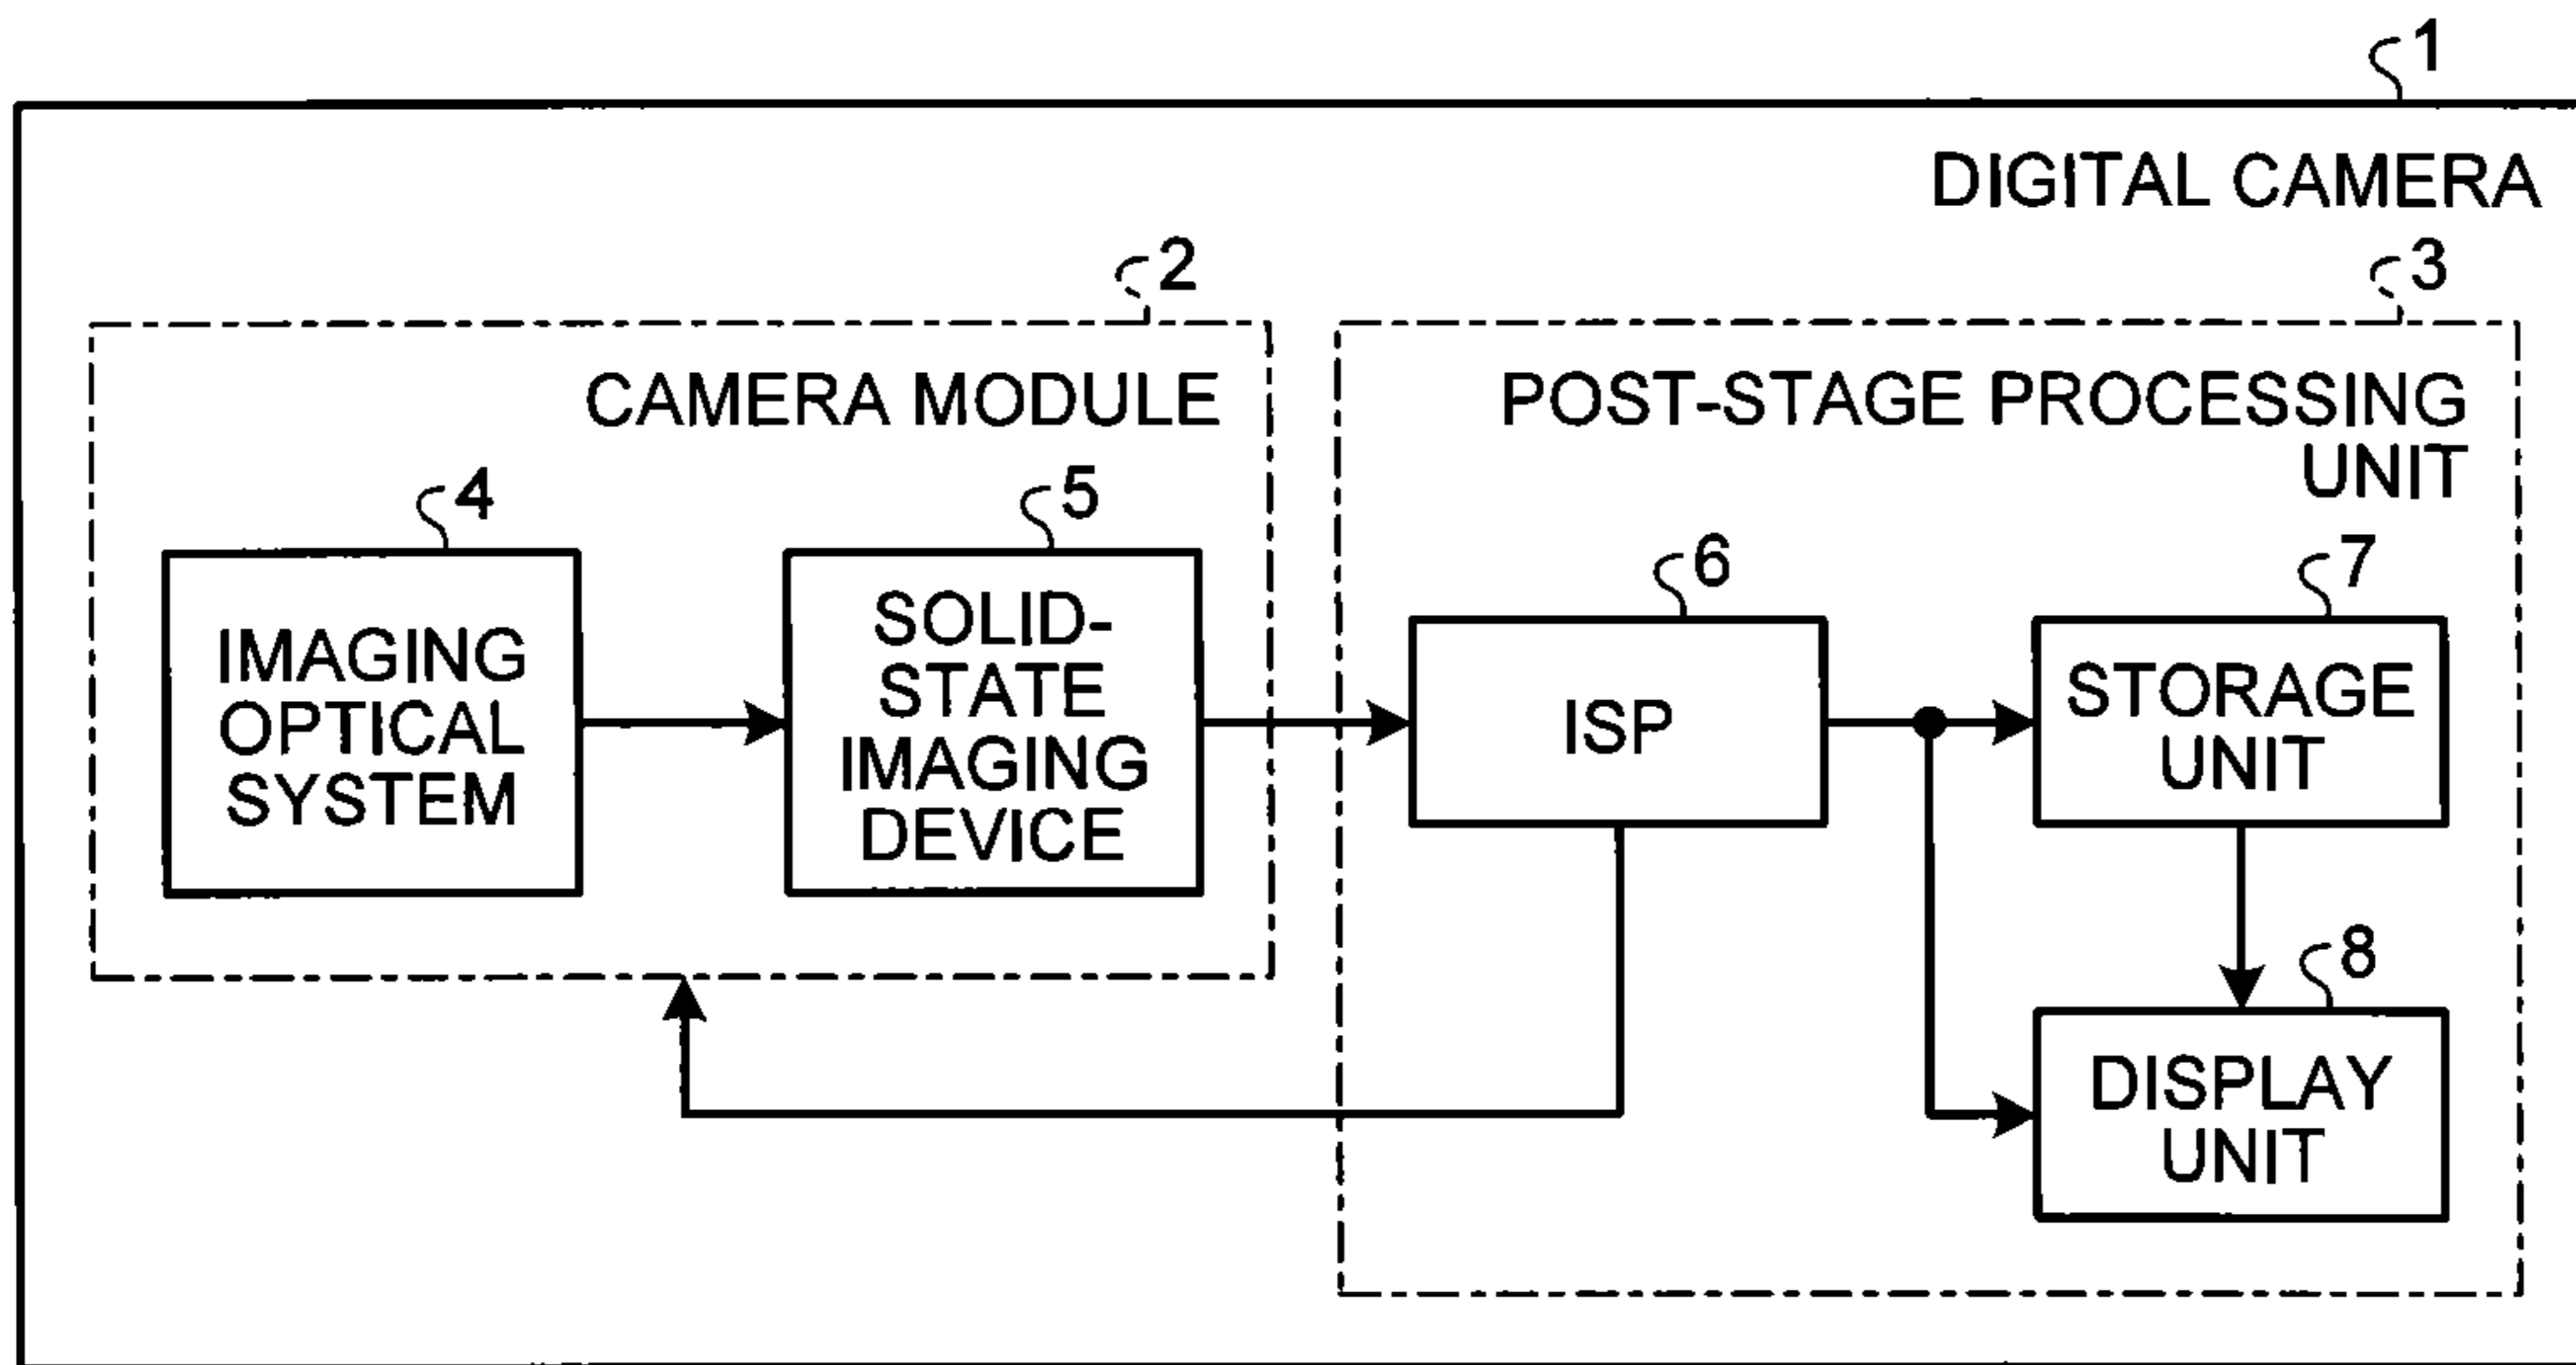 1
DIGITAL CAMERA
2
3
CAMERA MODULE
POST-STAGE PROCESSING
UNIT
4
5
6
7
IMAGING
OPTICAL
SYSTEM
SOLID-
STATE
IMAGING
DEVICE
ISP
STORAGE
UNIT
8
DISPLAY
UNIT